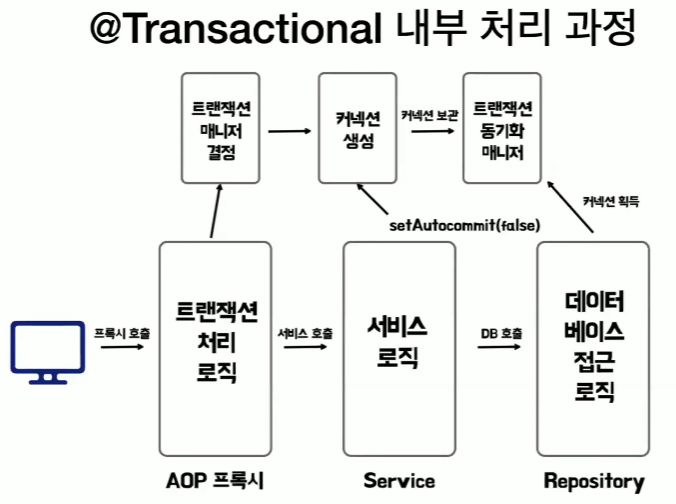 @Transactional 내부 처리 과정
트랜잭션
매니저
결정
커넥션
생성
커넥션 보관
트랜잭션
동기화
매니저
커넥션 획득
setAutocommit(false)
프록시 호출
트랜잭션
처리
로직
서비스 호출
서비스
로직
DB 호출
데이터
베이스
접근
로직
AOP 프록시
Service
Repository